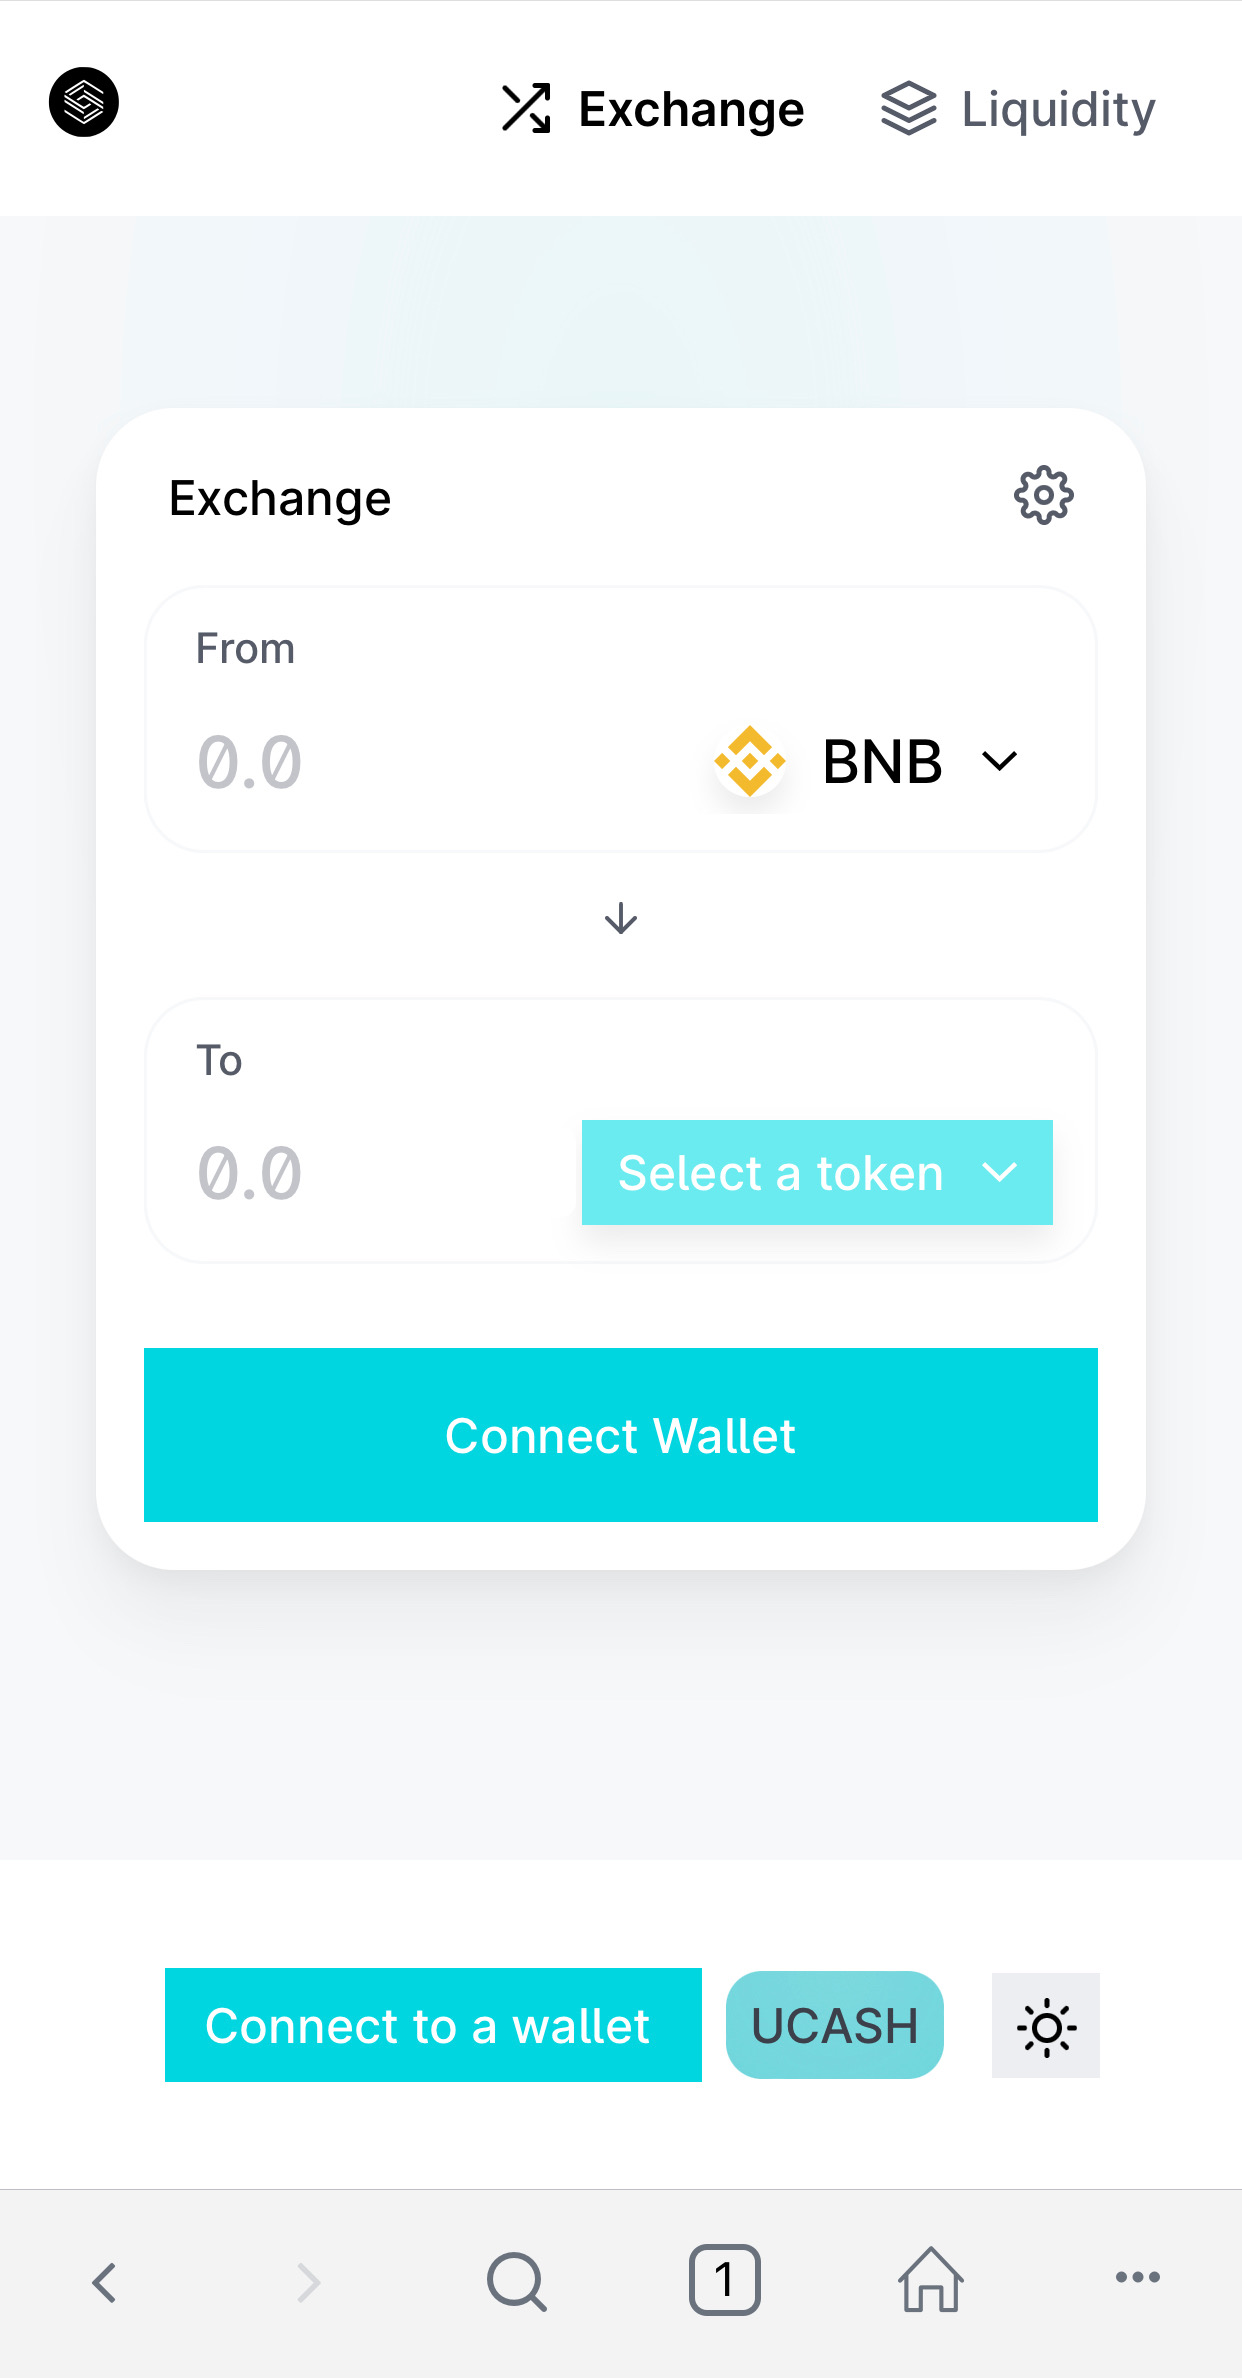 Exchange
Liquidity
Exchange
From
0.0
BNB
To
0.0
Select a token
Connect Wallet
Connect to a wallet
UCASH
1